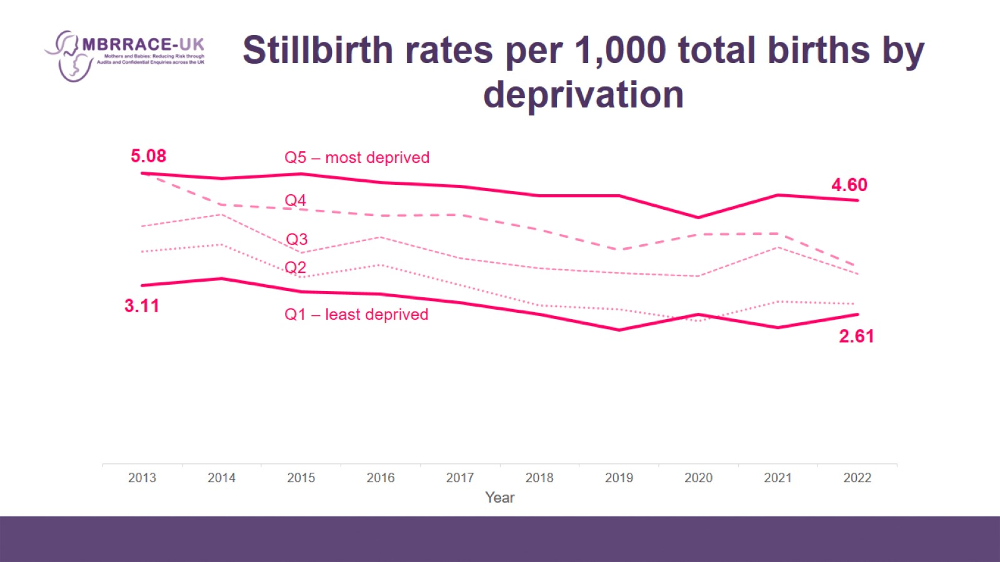 MBRRACE-UK
Mothers and Babies: Reducing Risk through
Audits and Confidential Enquiries across the UK
Stillbirth rates per 1,000 total births by
deprivation
5.08
Q5 – most deprived
4.60
Q4
Q3
Q2
3.11
Q1 – least deprived
2.61
2013 2014 2015 2016 2017 2018 2019 2020 2021 2022
Year